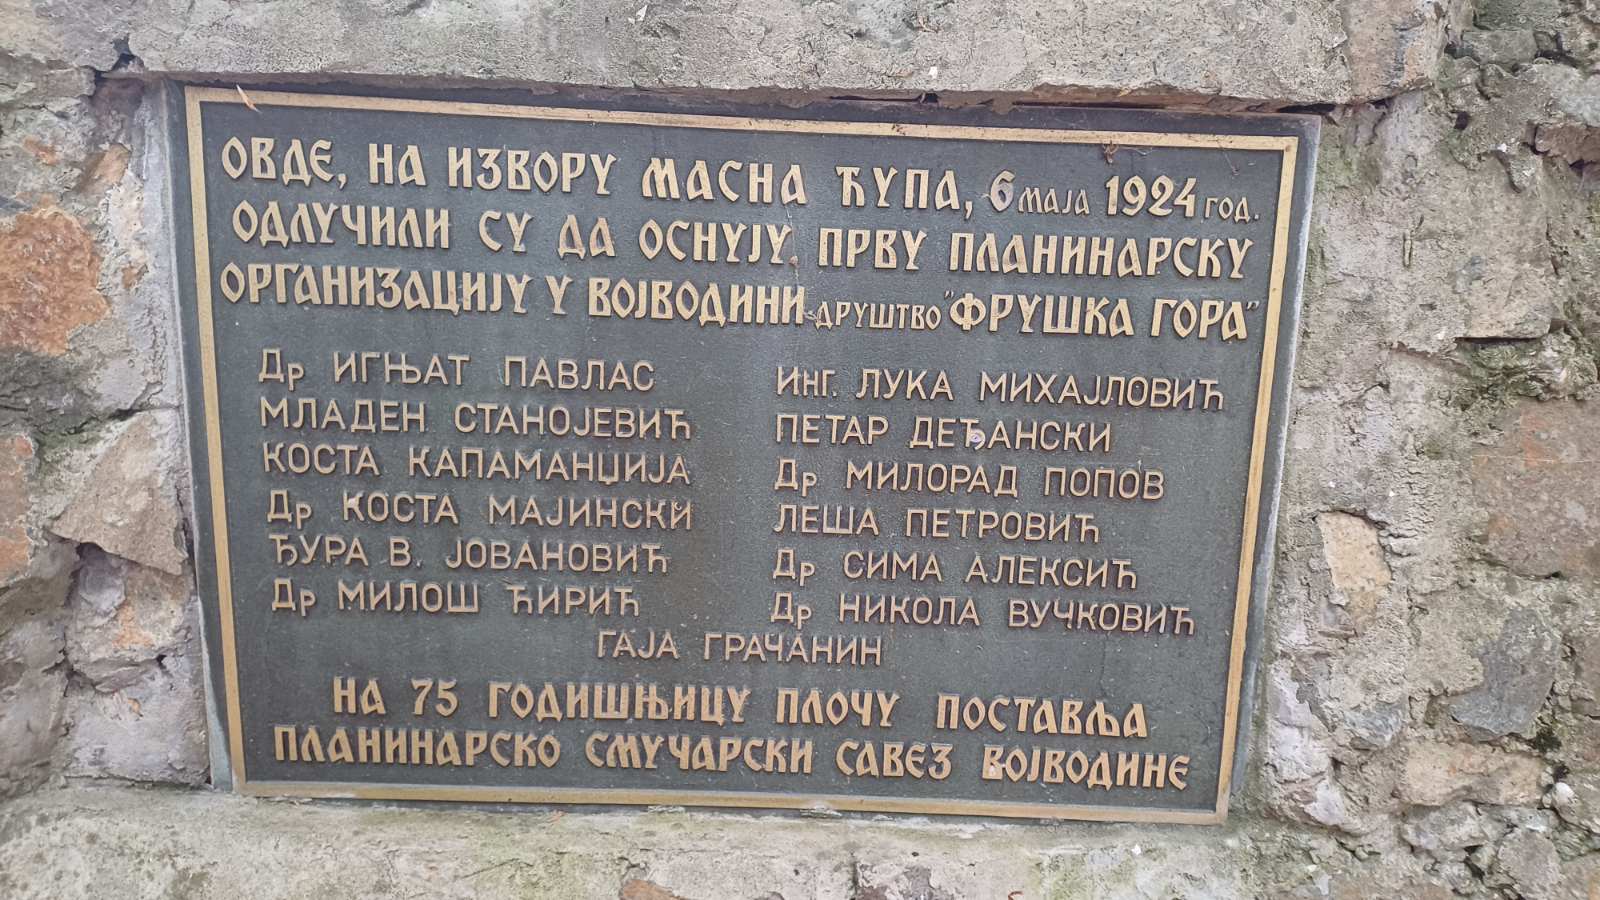 ОВДЕ, НА ИЗВОРУ МАСНА ЋУПА, 6 МАЈА 1924 ГОД.
ОДЛУЧИЛИ СУ ДА ОСНУЈУ ПРВУ ПЛАНИНАРСКУ
ОРГАНИЗАЦИЈУ У ВОЈВОДИНИ ДРУШТВО "ФРУШКА ГОРА"
Др ИГЊАТ ПАВЛАС
МЛАДЕН СТАНОЈЕВИЋ
КОСТА КАПАМАНЏИЈА
Др КОСТА МАЈИНСКИ
ЂУРА В. ЈОВАНОВИЋ
Др МИЛОШ ЋИРИЋ
Инг. ЛУКА МИХАЈЛОВИЋ
ПЕТАР ДЕЂАНСКИ
Др МИЛОРАД ПОПОВ
ЛЕША ПЕТРОВИЋ
Др СИМА АЛЕКСИЋ
Др НИКОЛА ВУЧКОВИЋ
ГАЈА ГРАЧАНИН
НА 75 ГОДИШЊИЦУ ПЛОЧУ ПОСТАВЉА
ПЛАНИНАРСКО СМУЧАРСКИ САВЕЗ ВОЈВОДИНЕ